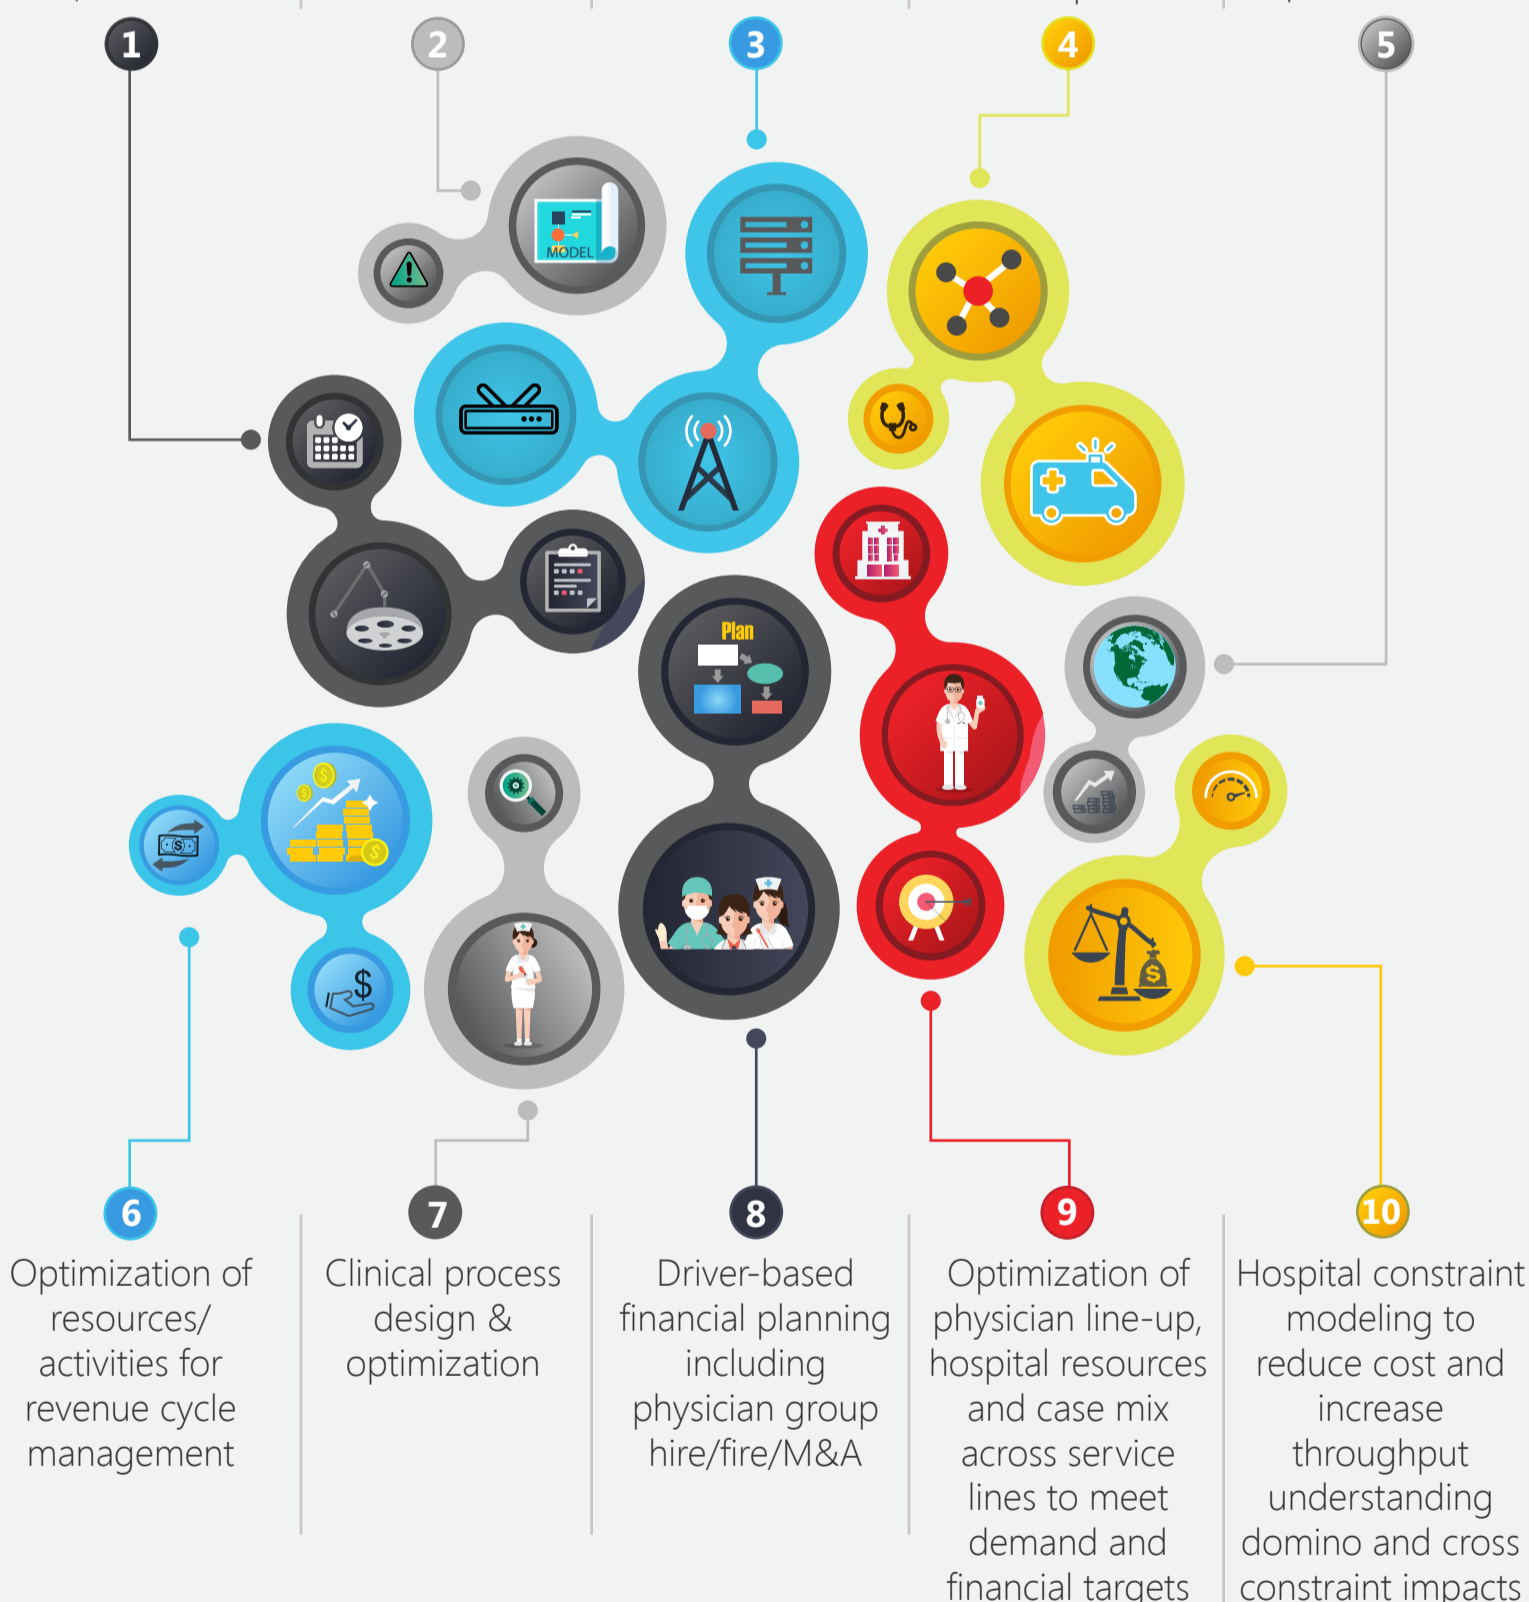 1
2
3
4
5
MODEL
Plan
$
$
$
$
$
$
6
7
8
9
10
Optimization of
resources/
activities for
revenue cycle
management
Clinical process
design &
optimization
Driver-based
financial planning
including
physician group
hire/fire/M&A
Optimization of
physician line-up,
hospital resources
and case mix
across service
lines to meet
demand and
financial targets
Hospital constraint
modeling to
reduce cost and
increase
throughput
understanding
domino and cross
constraint impacts